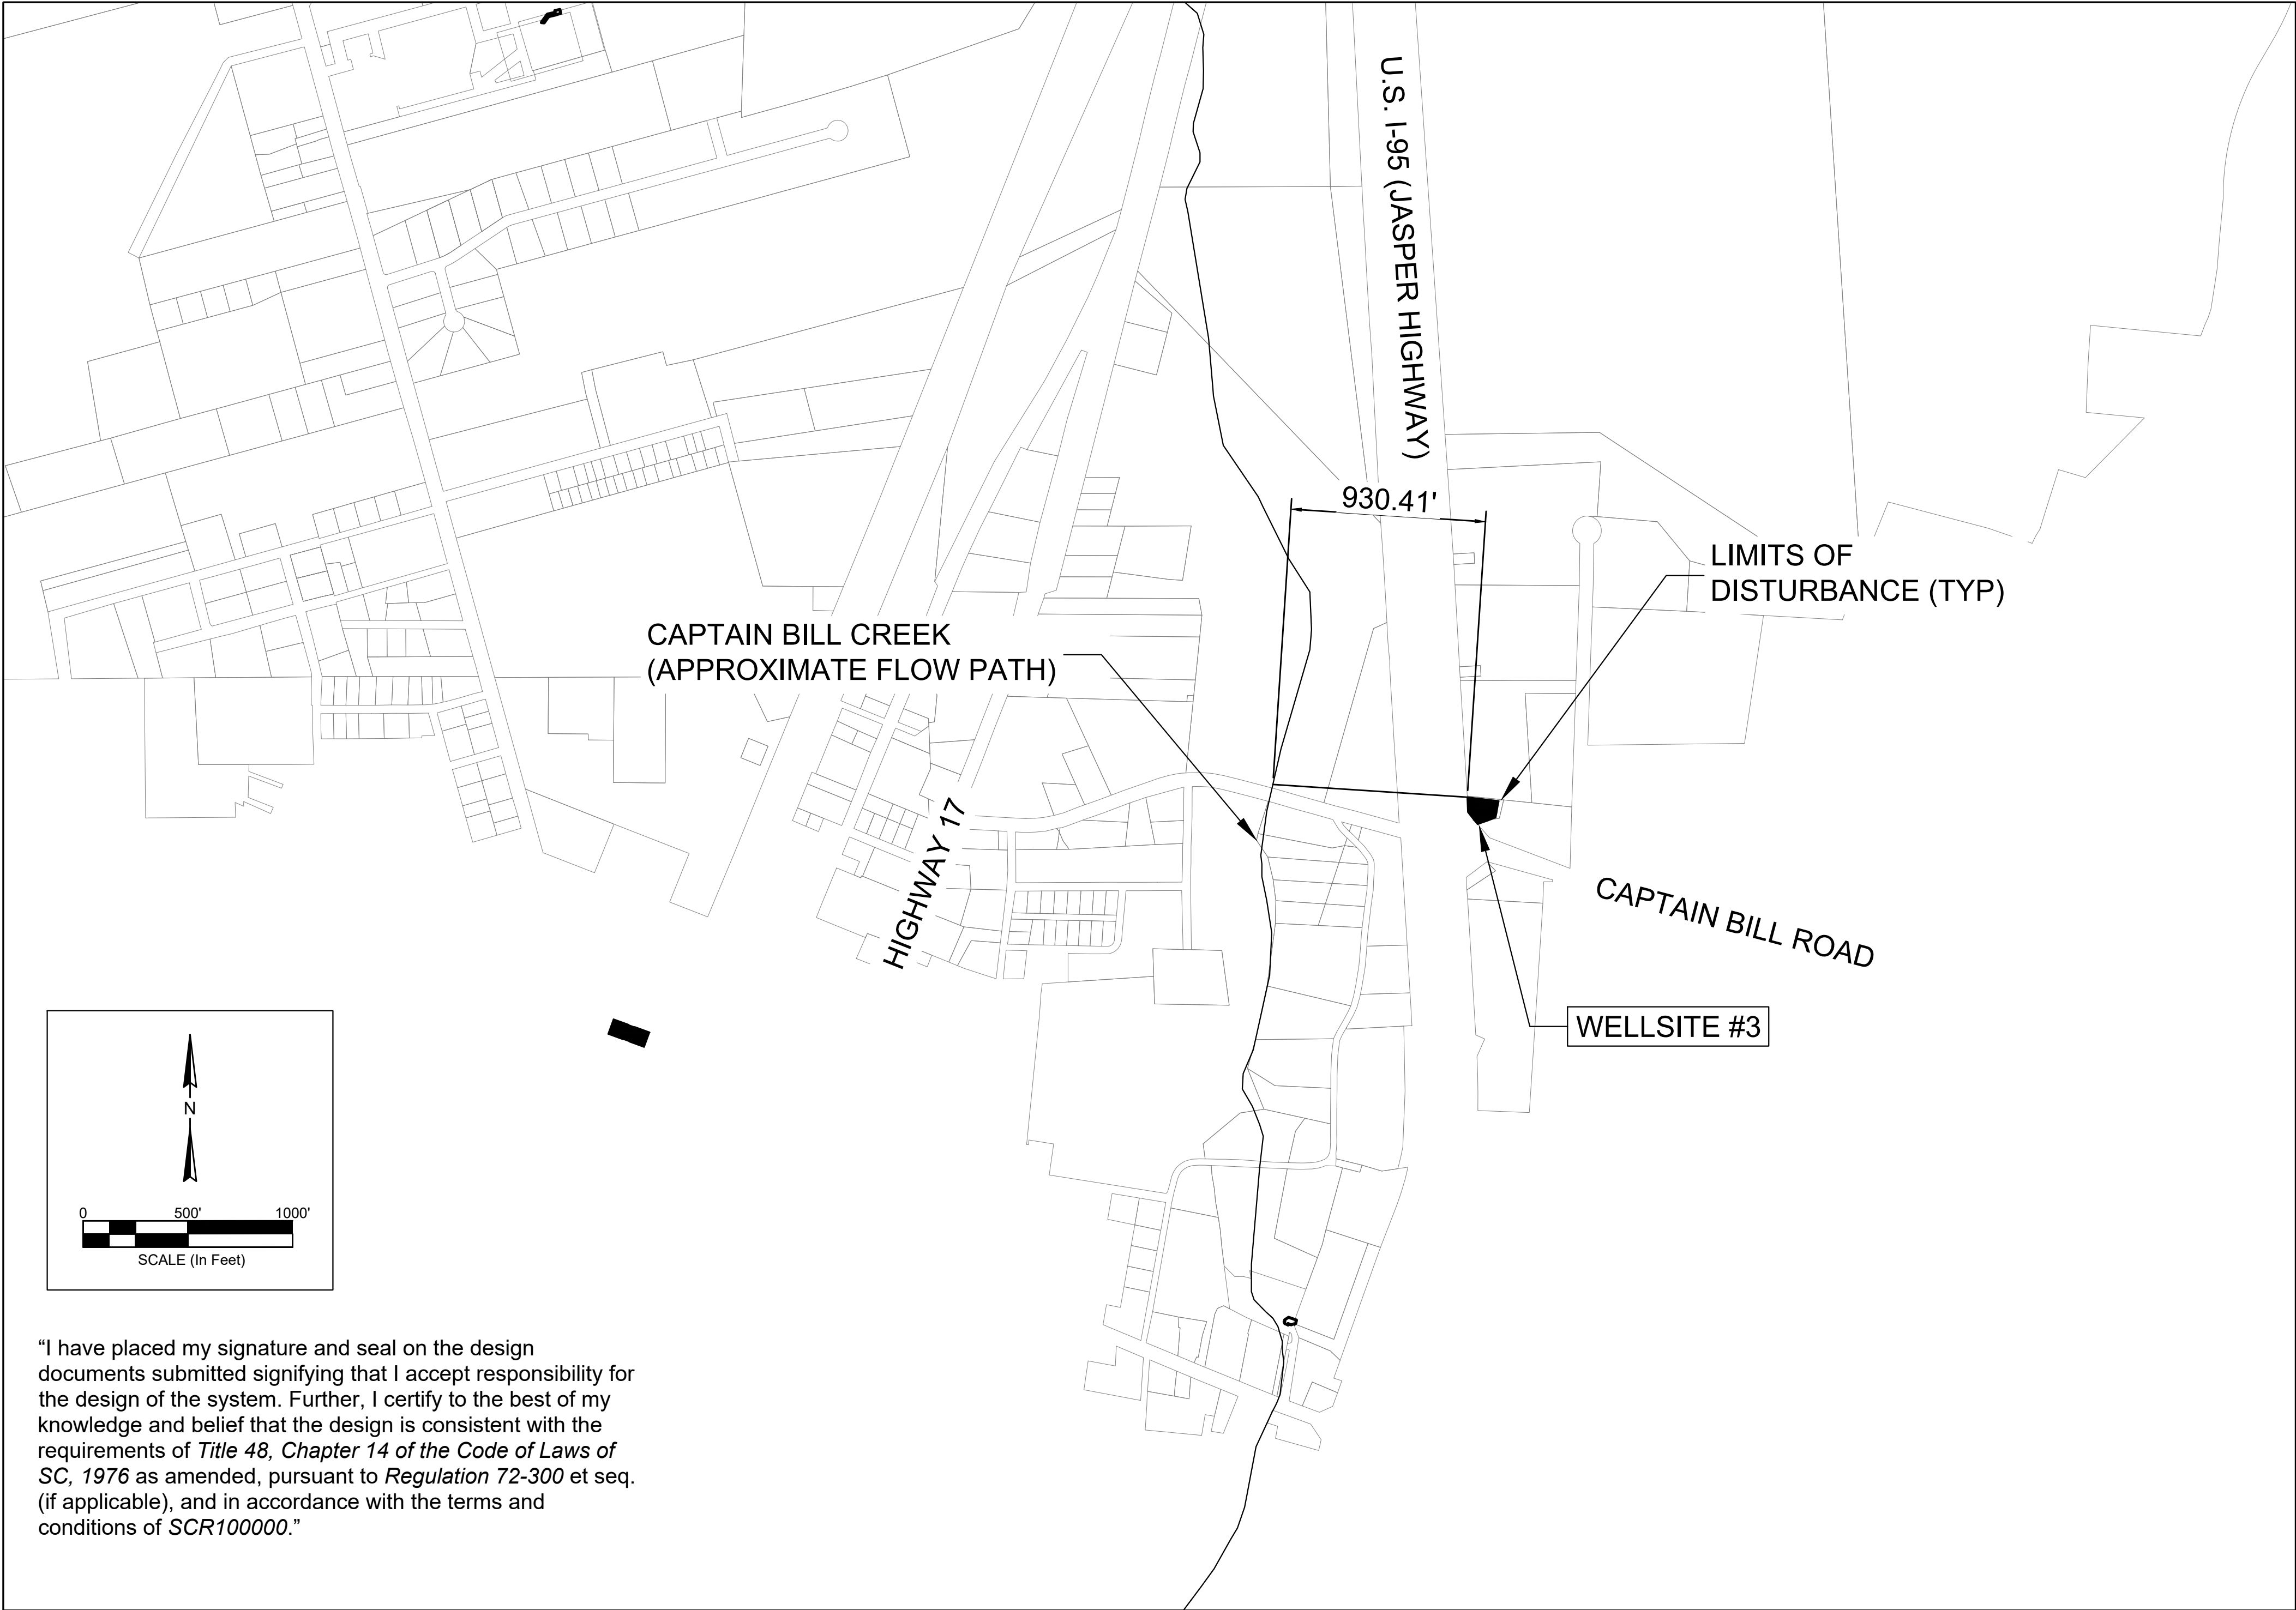 U.S. I-95 (JASPER HIGHWAY)
930.41'
LIMITS OF
DISTURBANCE (TYP)
CAPTAIN BILL CREEK
(APPROXIMATE FLOW PATH)
HIGHWAY 17
CAPTAIN BILL ROAD
WELLSITE #3
N
0 500' 1000'
SCALE (In Feet)
“I have placed my signature and seal on the design
documents submitted signifying that I accept responsibility for
the design of the system. Further, I certify to the best of my
knowledge and belief that the design is consistent with the
requirements of Title 48, Chapter 14 of the Code of Laws of
SC, 1976 as amended, pursuant to Regulation 72-300 et seq.
(if applicable), and in accordance with the terms and
conditions of SCR100000.”